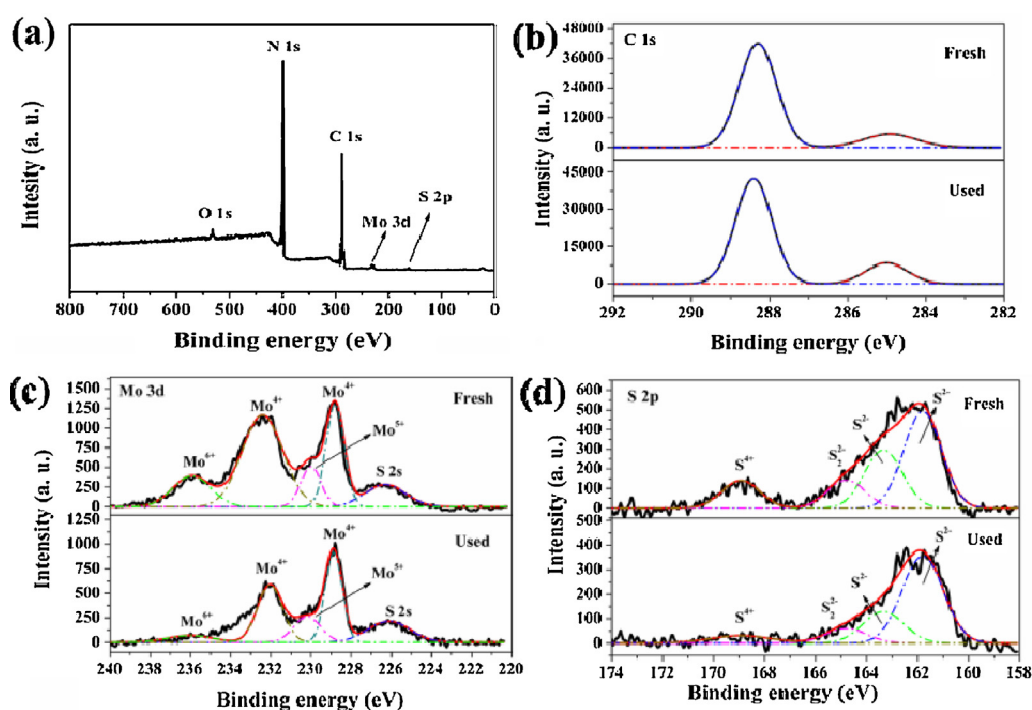 (a)
N 1s
C 1s
O 1s
Mo 3d
S 2p
Intesity (a. u.)
800 700 600 500 400 300 200 100 0
Binding energy (eV)
(b)
C 1s
Fresh
48000
36000
24000
12000
0
Used
45000
30000
15000
0
Intensity (a. u.)
292 290 288 286 284 282
Binding energy (eV)
(c)
Mo 3d
Fresh
1500
1250
1000
750
500
250
0
Mo⁶⁺
Mo⁴⁺
Mo⁴⁺
Mo⁵⁺
S 2s
Used
1250
1000
750
500
250
0
Mo⁶⁺
Mo⁴⁺
Mo⁴⁺
Mo⁵⁺
S 2s
Intensity (a. u.)
240 238 236 234 232 230 228 226 224 222 220
Binding energy (eV)
(d)
S 2p
Fresh
600
500
400
300
200
100
0
S⁴⁺
S₂²⁻
S²⁻
S²⁻
Used
400
300
200
100
0
S⁴⁺
S₂²⁻
S²⁻
S²⁻
Intensity (a. u.)
174 172 170 168 166 164 162 160 158
Binding energy (eV)